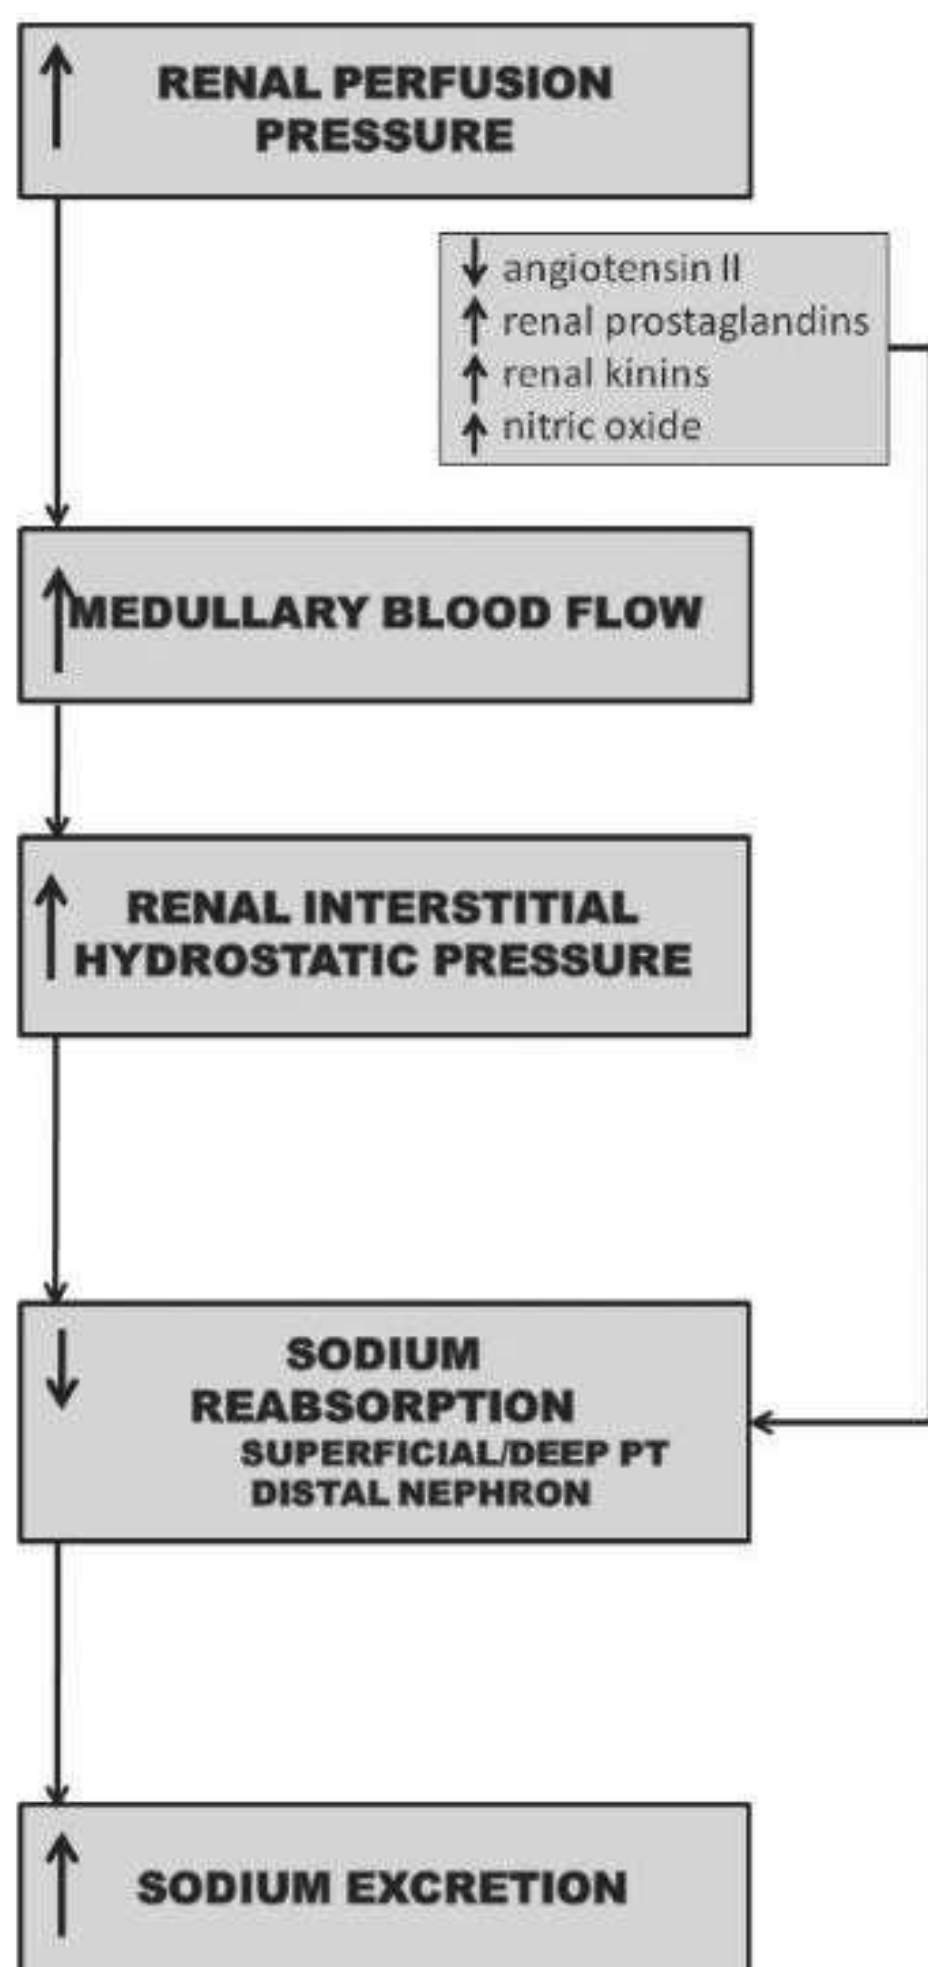 RENAL PERFUSION
PRESSURE
angiotensin II
renal prostaglandins
renal kinins
nitric oxide
MEDULLARY BLOOD FLOW
RENAL INTERSTITIAL
HYDROSTATIC PRESSURE
SODIUM
REABSORPTION
SUPERFICIAL/DEEP PT
DISTAL NEPHRON
SODIUM EXCRETION